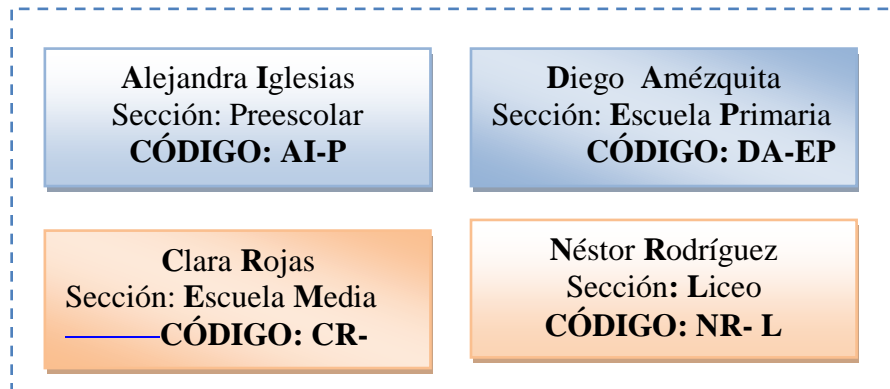 Alejandra Iglesias
Sección: Preescolar
CÓDIGO: AI-P
Diego Amézquita
Sección: Escuela Primaria
CÓDIGO: DA-EP
Clara Rojas
Sección: Escuela Media
CÓDIGO: CR-
Néstor Rodríguez
Sección: Liceo
CÓDIGO: NR- L